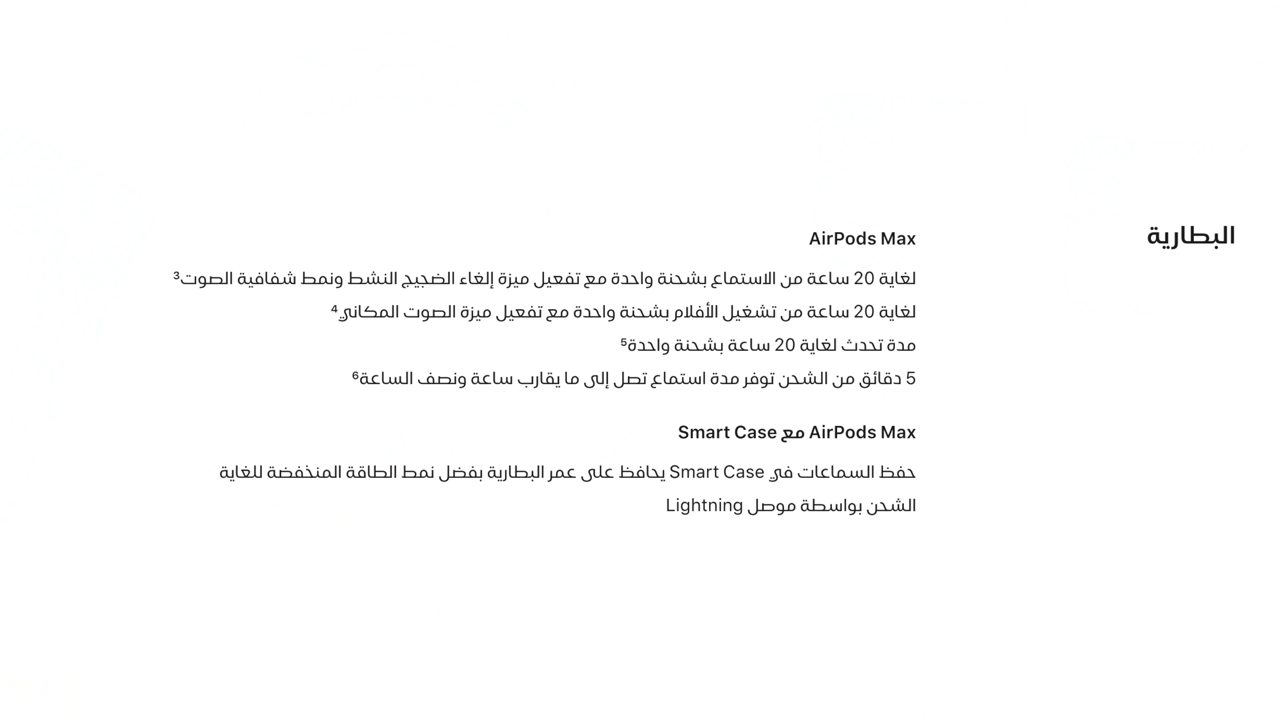 البطارية
AirPods Max
لغاية 20 ساعة من الاستماع بشحنة واحدة مع تفعيل ميزة إلغاء الضجيج النشط ونمط شفافية الصوت³
لغاية 20 ساعة من تشغيل الأفلام بشحنة واحدة مع تفعيل ميزة الصوت المكاني⁴
مدة تحدث لغاية 20 ساعة بشحنة واحدة⁵
5 دقائق من الشحن توفر مدة استماع تصل إلى ما يقارب ساعة ونصف الساعة⁶
AirPods Max مع Smart Case
حفظ السماعات في Smart Case يحافظ على عمر البطارية بفضل نمط الطاقة المنخفضة للغاية
الشحن بواسطة موصل Lightning